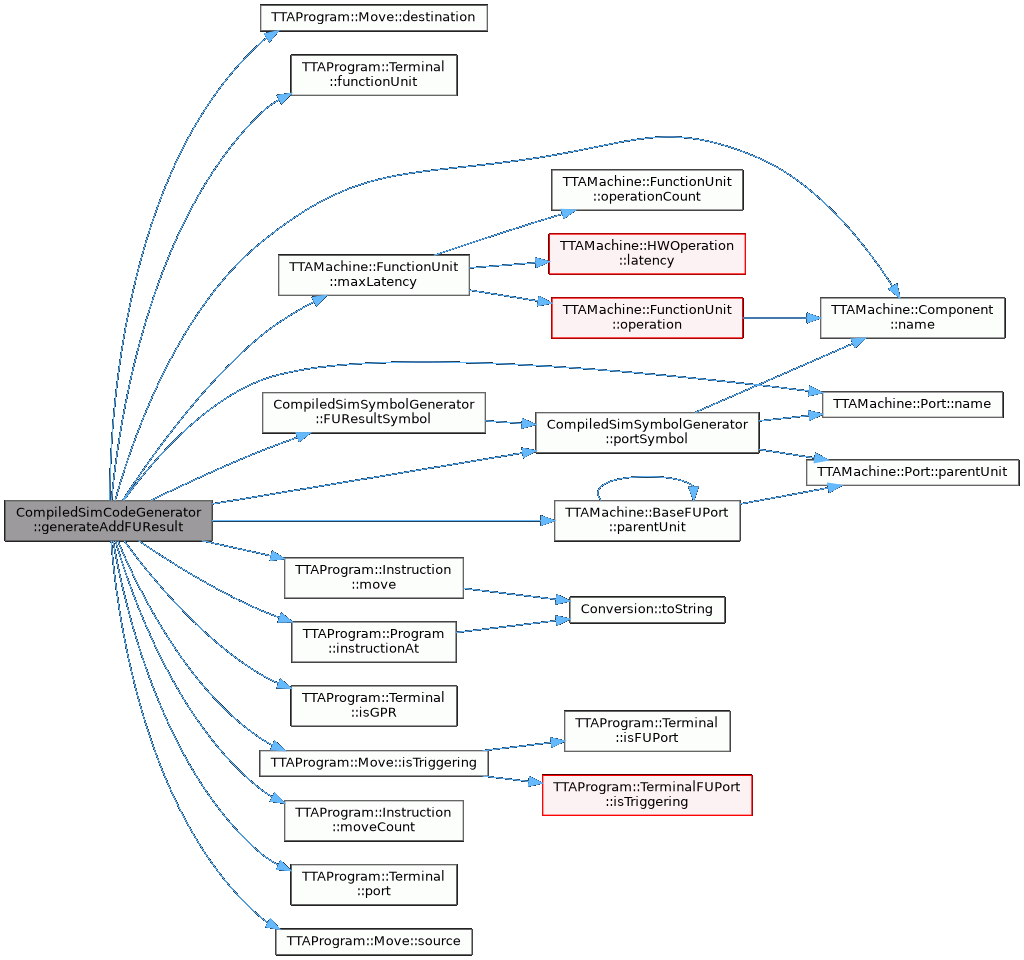 TTAProgram::Move::destination
TTAProgram::Terminal
::functionUnit
TTAMachine::FunctionUnit
::operationCount
TTAMachine::HWOperation
::latency
TTAMachine::FunctionUnit
::maxLatency
TTAMachine::FunctionUnit
::operation
TTAMachine::Component
::name
CompiledSimSymbolGenerator
::FUResultSymbol
TTAMachine::Port::name
CompiledSimSymbolGenerator
::portSymbol
TTAMachine::Port::parentUnit
CompiledSimCodeGenerator
::generateAddFUResult
TTAMachine::BaseFUPort
::parentUnit
TTAProgram::Instruction
::move
Conversion::toString
TTAProgram::Program
::instructionAt
TTAProgram::Terminal
::isGPR
TTAProgram::Terminal
::isFUPort
TTAProgram::Move::isTriggering
TTAProgram::TerminalFUPort
::isTriggering
TTAProgram::Instruction
::moveCount
TTAProgram::Terminal
::port
TTAProgram::Move::source